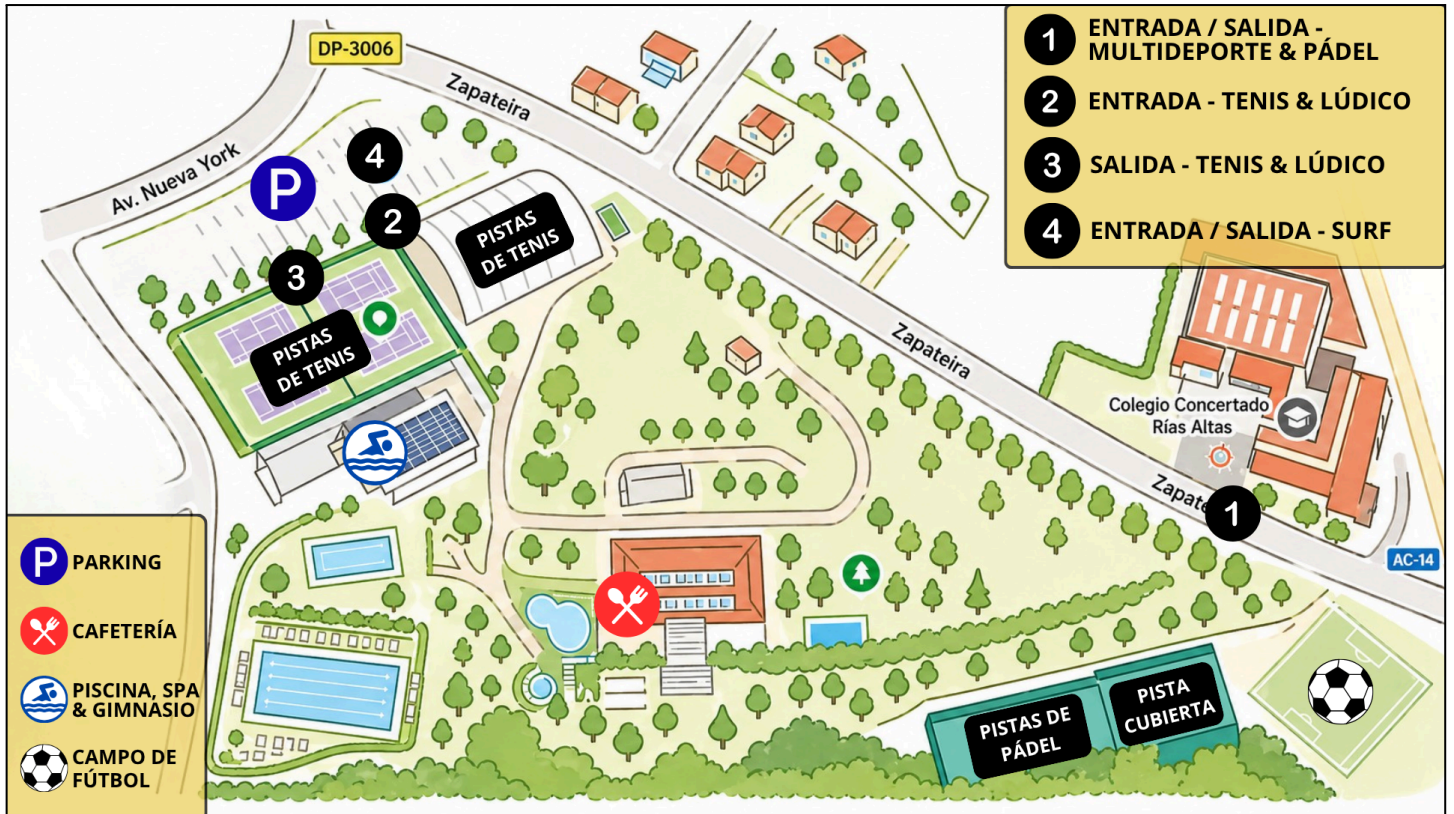 DP-3006
Zapateira
Av. Nueva York
P
4
2
3
PISTAS
DE TENIS
PISTAS
DE TENIS
1 ENTRADA / SALIDA -
MULTIDEPORTE & PÁDEL
2 ENTRADA - TENIS & LÚDICO
3 SALIDA - TENIS & LÚDICO
4 ENTRADA / SALIDA - SURF
Zapateira
Colegio Concertado
Rías Altas
Zapate
1
AC-14
PISTAS DE
PÁDEL
PISTA
CUBIERTA
P PARKING
CAFETERÍA
PISCINA, SPA
& GIMNASIO
CAMPO DE
FÚTBOL